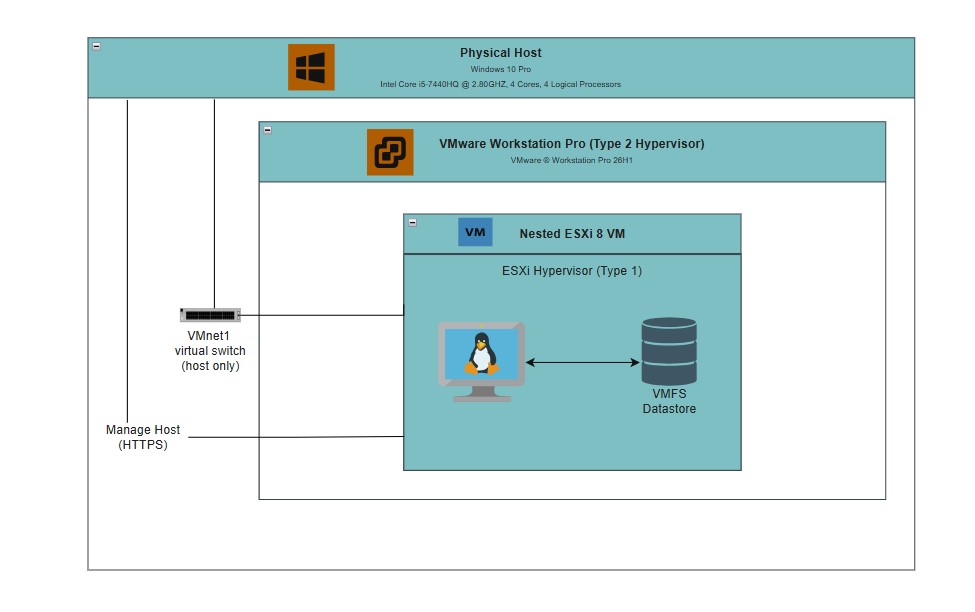 Physical Host
Windows 10 Pro
Intel Core i5-7440HQ @ 2.80GHZ, 4 Cores, 4 Logical Processors
VMware Workstation Pro (Type 2 Hypervisor)
VMware ® Workstation Pro 26H1
VM
Nested ESXi 8 VM
ESXi Hypervisor (Type 1)
VMnet1
virtual switch
(host only)
VMFS
Datastore
Manage Host
(HTTPS)